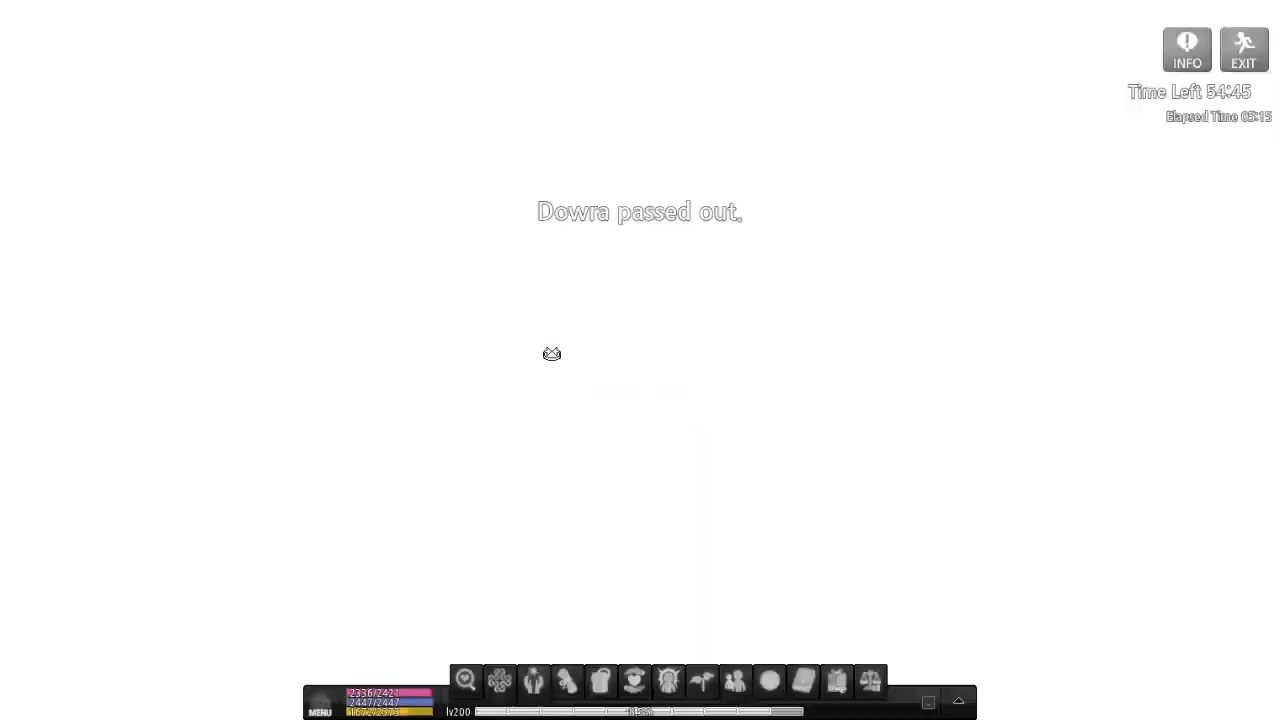 INFO
EXIT
Time Left 54:45
Elapsed Time 05:15
Dowra passed out.
2336/2421
2447/2447
MENU
lv200
Shop